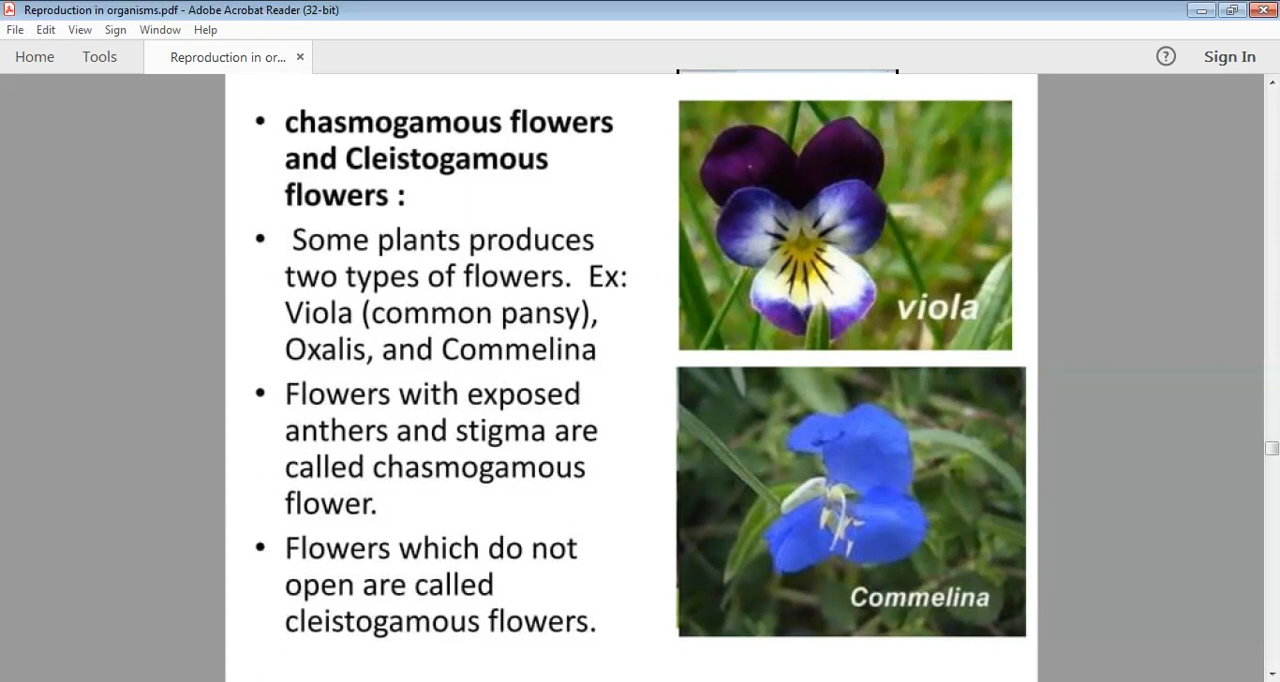 Reproduction in organisms.pdf - Adobe Acrobat Reader (32-bit)
File Edit View Sign Window Help
Home Tools Reproduction in or... × ? Sign In
• chasmogamous flowers
and Cleistogamous
flowers :
• Some plants produces
two types of flowers. Ex:
Viola (common pansy),
Oxalis, and Commelina
• Flowers with exposed
anthers and stigma are
called chasmogamous
flower.
• Flowers which do not
open are called
cleistogamous flowers.
viola
Commelina